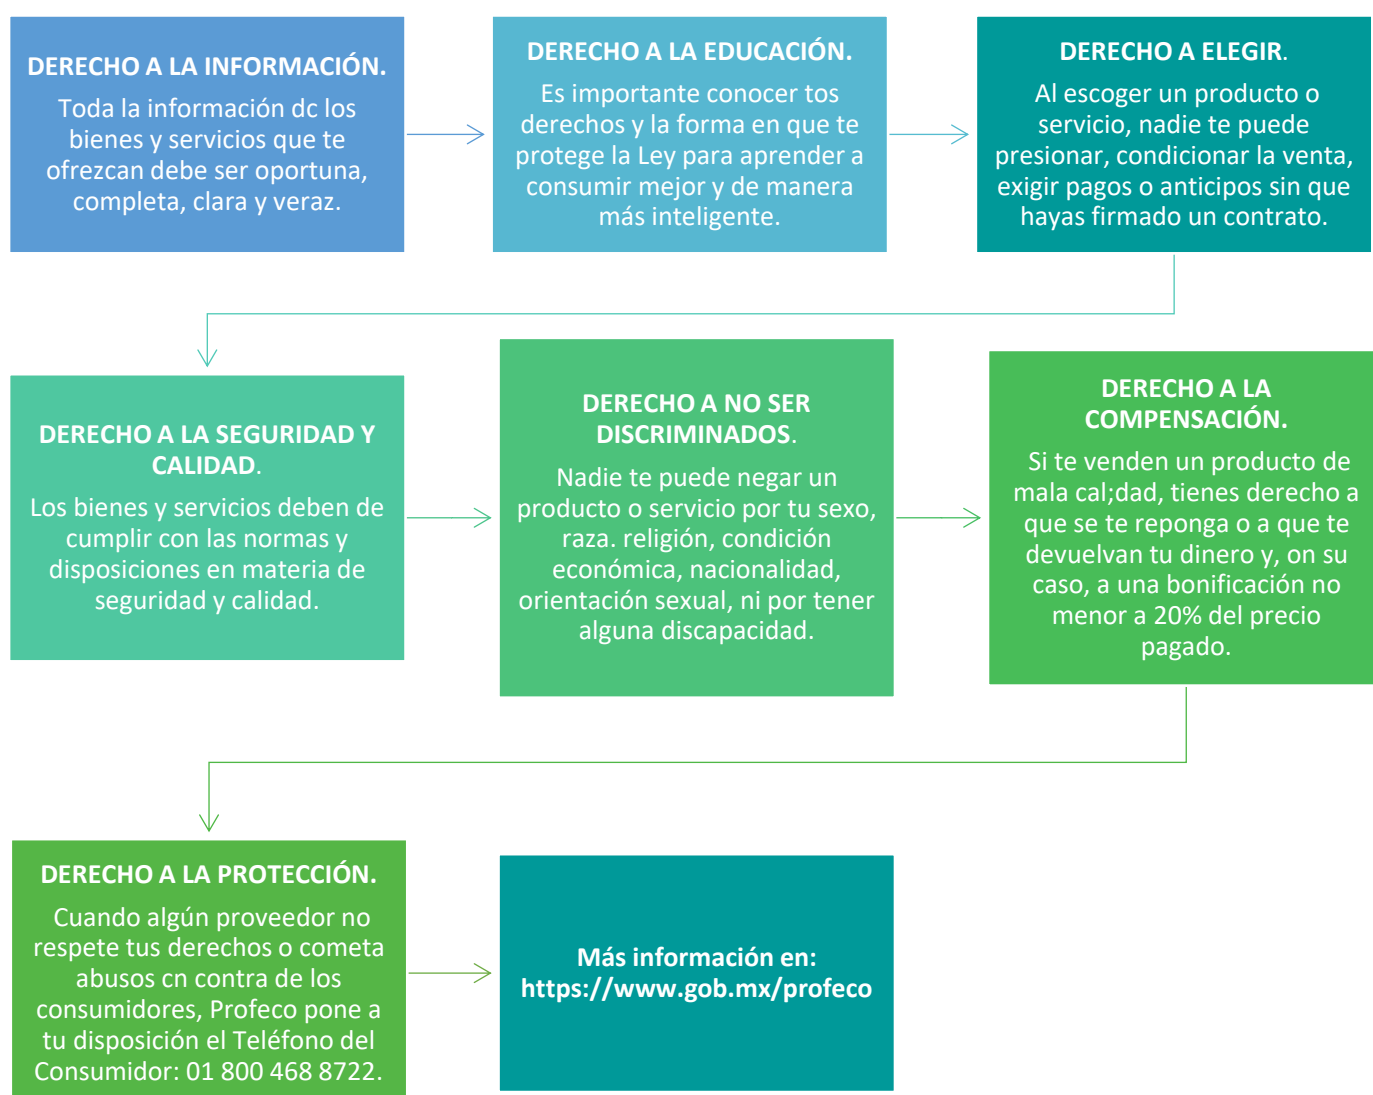 DERECHO A LA INFORMACIÓN.
Toda la información dc los
bienes y servicios que te
ofrezcan debe ser oportuna,
completa, clara y veraz.
DERECHO A LA EDUCACIÓN.
Es importante conocer tos
derechos y la forma en que te
protege la Ley para aprender a
consumir mejor y de manera
más inteligente.
DERECHO A ELEGIR.
Al escoger un producto o
servicio, nadie te puede
presionar, condicionar la venta,
exigir pagos o anticipos sin que
hayas firmado un contrato.
DERECHO A LA SEGURIDAD Y
CALIDAD.
Los bienes y servicios deben de
cumplir con las normas y
disposiciones en materia de
seguridad y calidad.
DERECHO A NO SER
DISCRIMINADOS.
Nadie te puede negar un
producto o servicio por tu sexo,
raza. religión, condición
económica, nacionalidad,
orientación sexual, ni por tener
alguna discapacidad.
DERECHO A LA
COMPENSACIÓN.
Si te venden un producto de
mala cal;dad, tienes derecho a
que se te reponga o a que te
devuelvan tu dinero y, on su
caso, a una bonificación no
menor a 20% del precio
pagado.
DERECHO A LA PROTECCIÓN.
Cuando algún proveedor no
respete tus derechos o cometa
abusos cn contra de los
consumidores, Profeco pone a
tu disposición el Teléfono del
Consumidor: 01 800 468 8722.
Más información en:
https://www.gob.mx/profeco